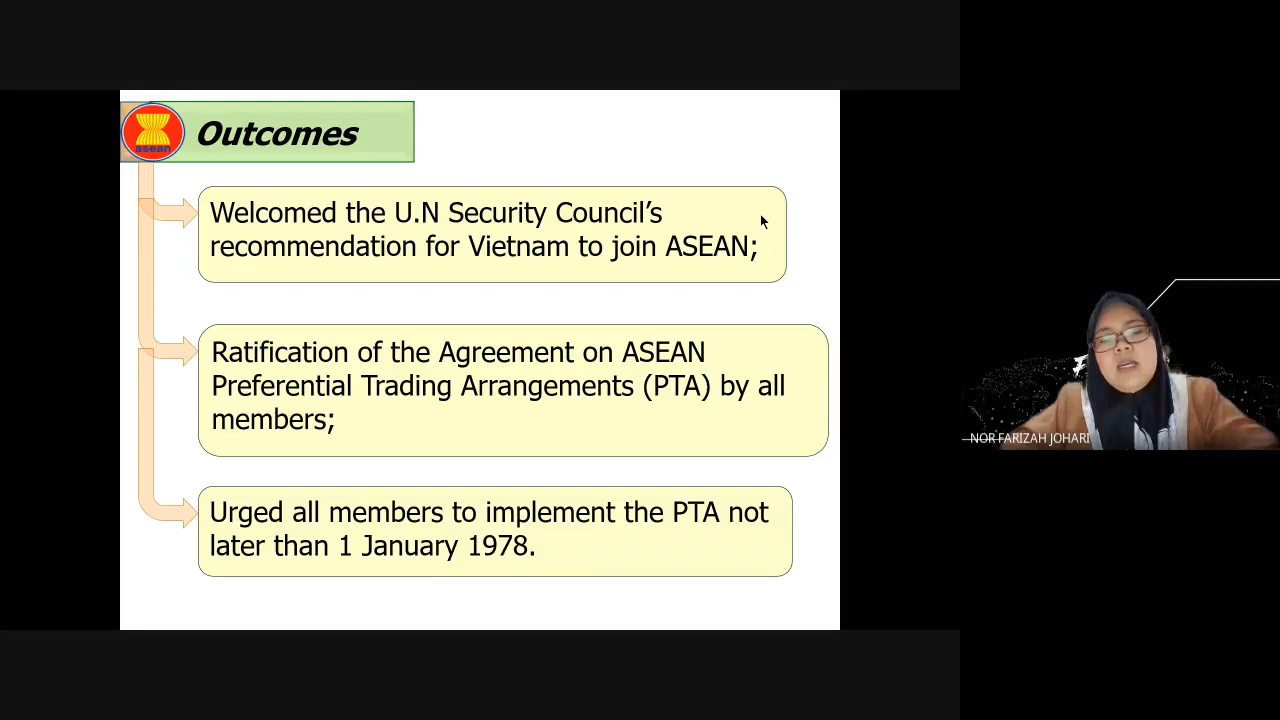 asean
Outcomes
Welcomed the U.N Security Council's
recommendation for Vietnam to join ASEAN;
Ratification of the Agreement on ASEAN
Preferential Trading Arrangements (PTA) by all
members;
Urged all members to implement the PTA not
later than 1 January 1978.
NOR FARIZAH JOHARI